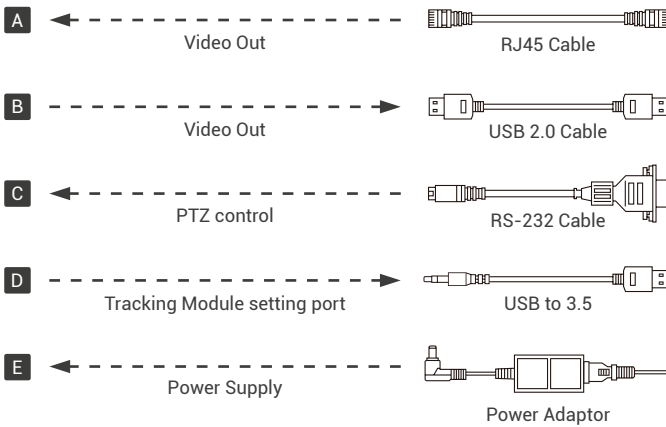 A
Video Out
RJ45 Cable
B
Video Out
USB 2.0 Cable
C
PTZ control
RS-232 Cable
D
Tracking Module setting port
USB to 3.5
E
Power Supply
Power Adaptor